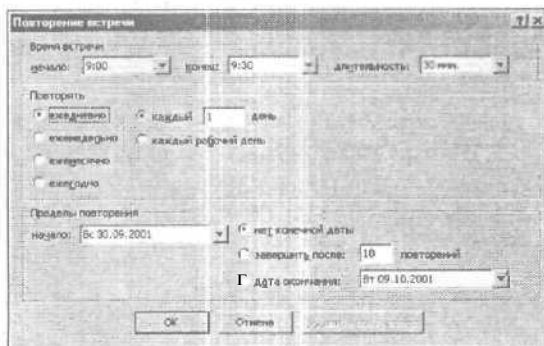 Повторение встречи
Время встречи
начало: 9:00 конец: 9:30 длительность: 30 мин.
Повторять
ежедневно каждый 1 день
еженедельно каждый рабочий день
ежемесячно
ежегодно
Пределы повторения
начало: Вс 30.09.2001 нет конечной даты
завершить после: 10 повторений
дата окончания: Вт 09.10.2001
ОК Отмена